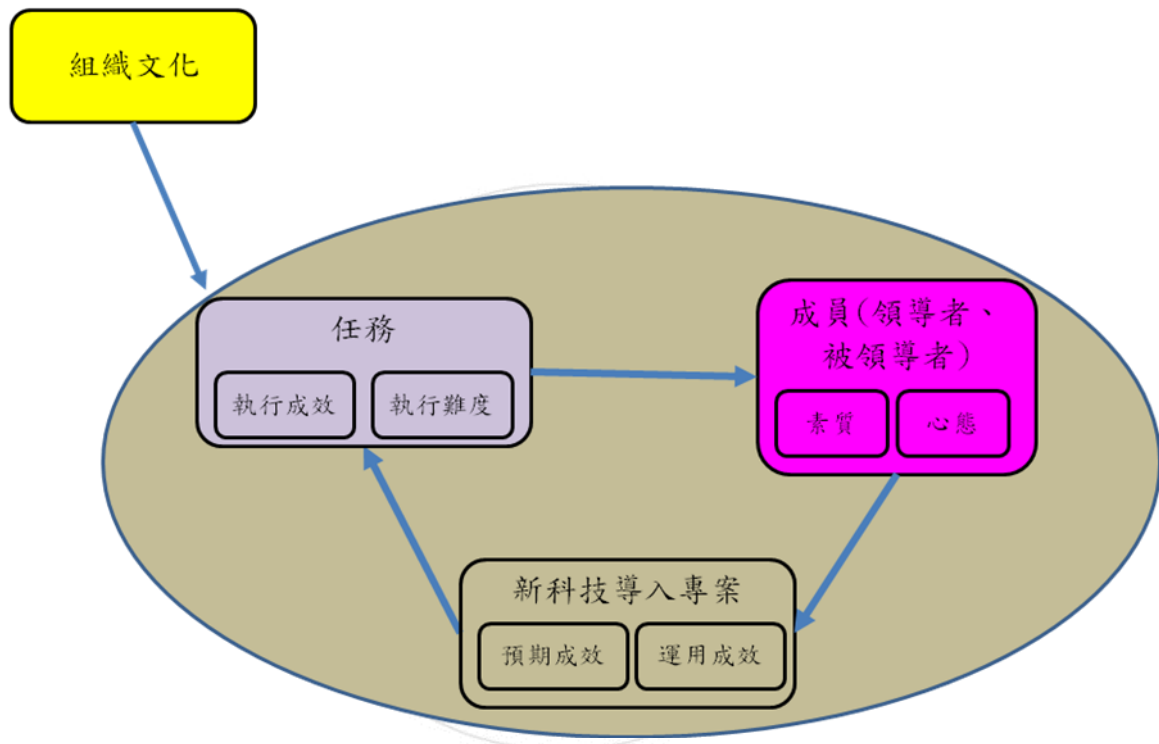 組織文化
任務
執行成效
執行難度
成員(領導者、
被領導者)
素質
心態
新科技導入專案
預期成效
運用成效